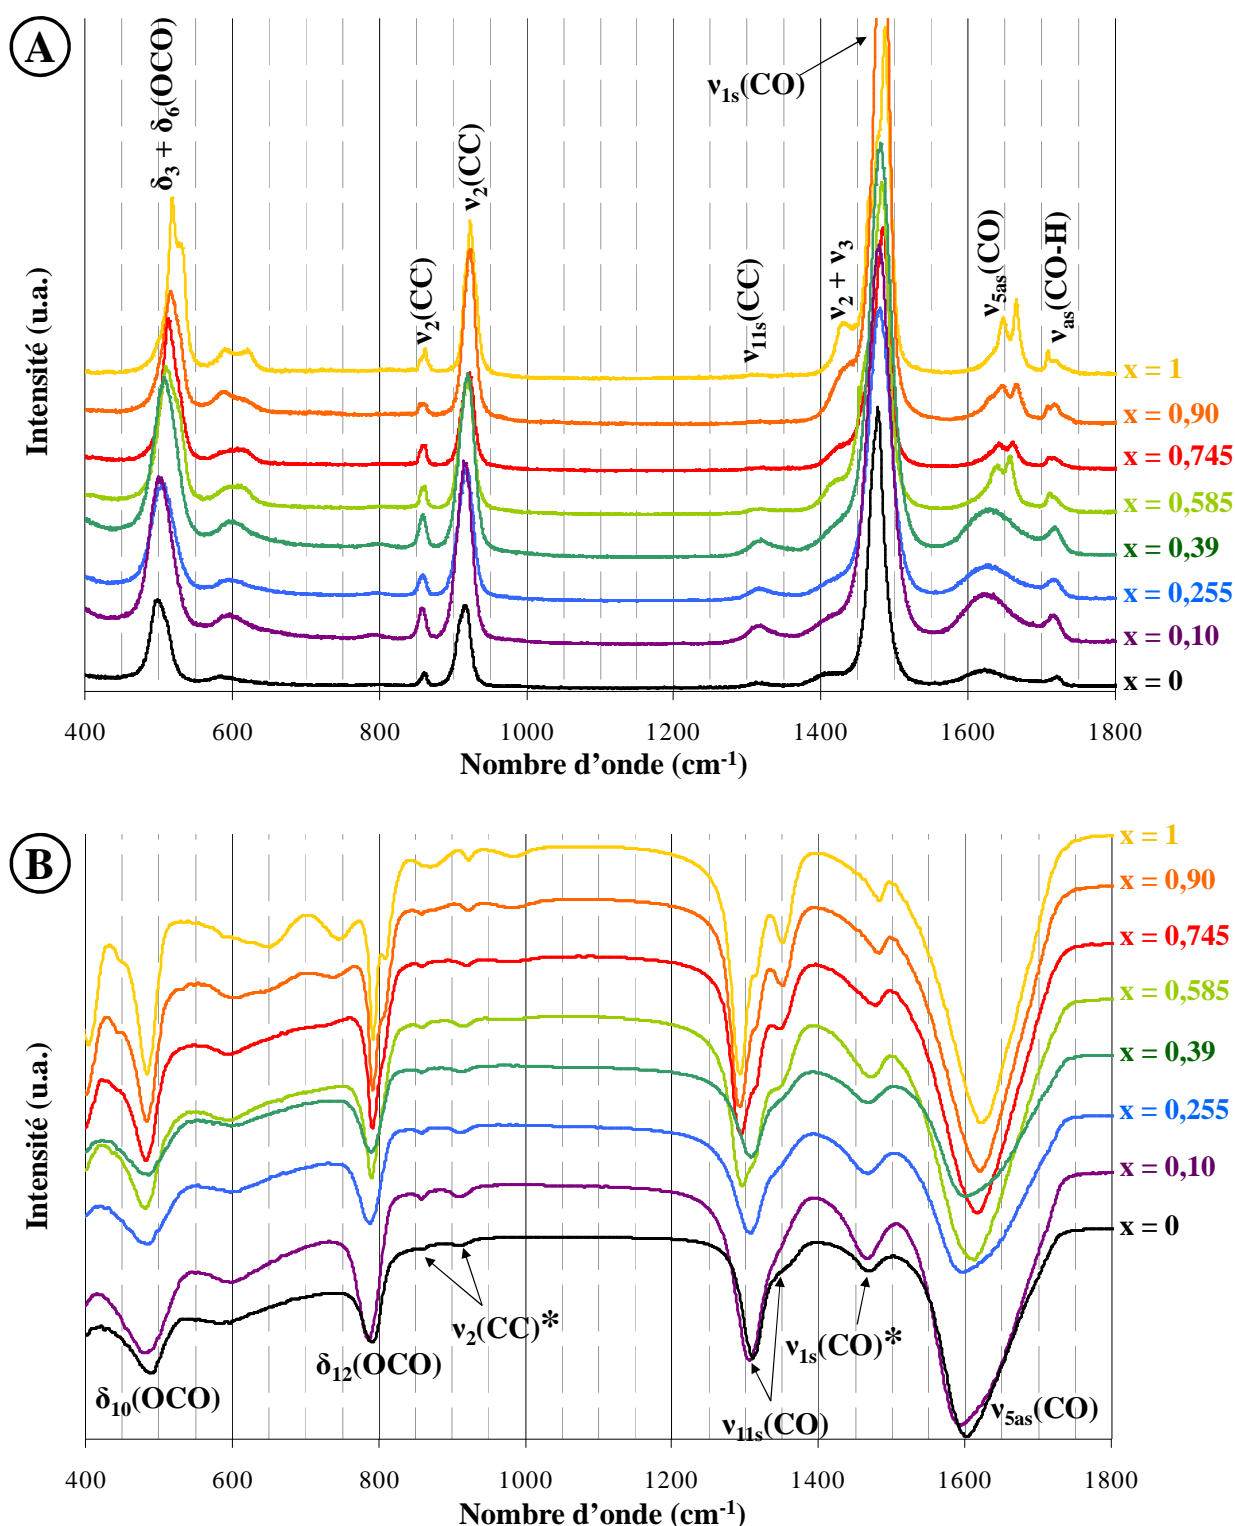 A
Intensité (u.a.)
δ3 + δ6(OCO)
ν2(CC)
ν2(CC)
ν11s(CC)
ν1s(CO)
ν2 + ν3
ν5as(CO)
νas(CO-H)
x = 1
x = 0,90
x = 0,745
x = 0,585
x = 0,39
x = 0,255
x = 0,10
x = 0
400 600 800 1000 1200 1400 1600 1800
Nombre d’onde (cm-1)
B
Intensité (u.a.)
x = 1
x = 0,90
x = 0,745
x = 0,585
x = 0,39
x = 0,255
x = 0,10
x = 0
δ10(OCO)
δ12(OCO)
ν2(CC)*
ν11s(CO)
ν1s(CO)*
ν5as(CO)
400 600 800 1000 1200 1400 1600 1800
Nombre d’onde (cm-1)